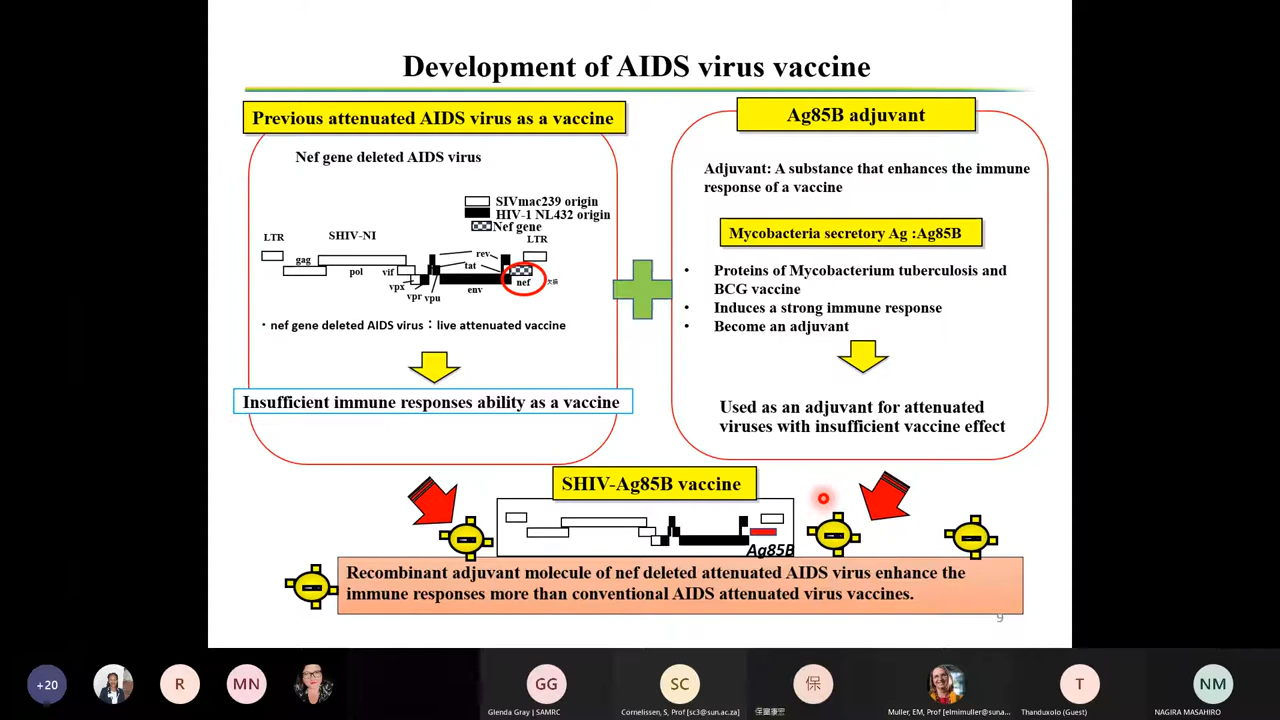 Development of AIDS virus vaccine
Previous attenuated AIDS virus as a vaccine
Nef gene deleted AIDS virus
SIVmac239 origin
HIV-1 NL432 origin
Nef gene
LTR
SHIV-NI
LTR
gag
pol
vif
vpx
vpr
vpu
rev
tat
env
nef
・nef gene deleted AIDS virus：live attenuated vaccine
Insufficient immune responses ability as a vaccine
Ag85B adjuvant
Adjuvant: A substance that enhances the immune
response of a vaccine
Mycobacteria secretory Ag :Ag85B
• Proteins of Mycobacterium tuberculosis and
BCG vaccine
• Induces a strong immune response
• Become an adjuvant
Used as an adjuvant for attenuated
viruses with insufficient vaccine effect
SHIV-Ag85B vaccine
Ag85B
Recombinant adjuvant molecule of nef deleted attenuated AIDS virus enhance the
immune responses more than conventional AIDS attenuated virus vaccines.
9
+20
R
MN
GG
SC
保
T
NM
Glenda Gray | SAMRC
Cornelissen, S, Prof [sc3@sun.ac.za]
Muller, EM, Prof [elmimuller@suna...
Thanduxolo (Guest)
NAGIRA MASAHIRO